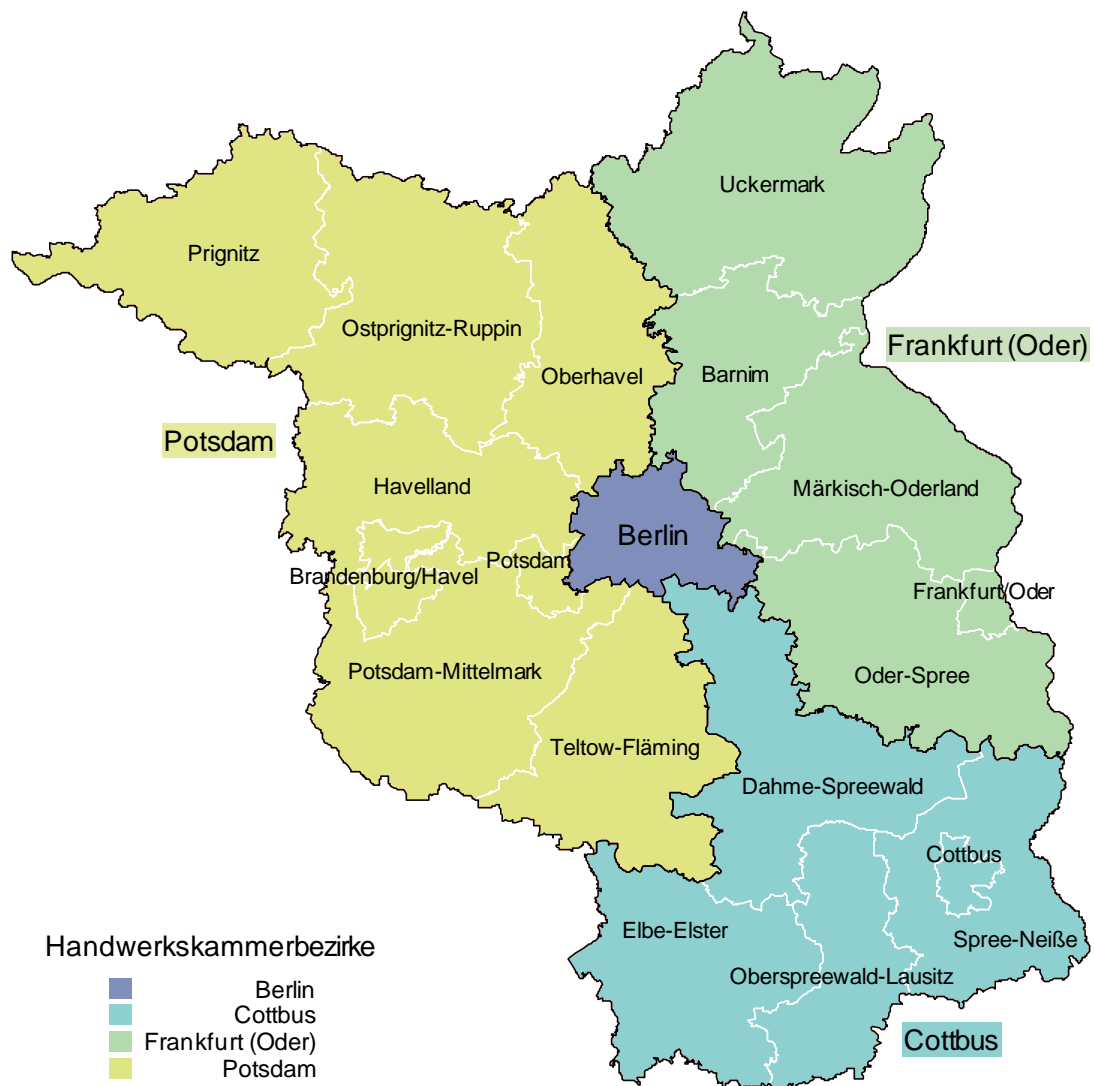 Uckermark
Prignitz
Ostprignitz-Ruppin
Frankfurt (Oder)
Oberhavel
Barnim
Potsdam
Havelland
Märkisch-Oderland
Berlin
Potsdam
Brandenburg/Havel
Frankfurt/Oder
Potsdam-Mittelmark
Oder-Spree
Teltow-Fläming
Dahme-Spreewald
Cottbus
Elbe-Elster
Spree-Neiße
Oberspreewald-Lausitz
Cottbus
Handwerkskammerbezirke
Berlin
Cottbus
Frankfurt (Oder)
Potsdam